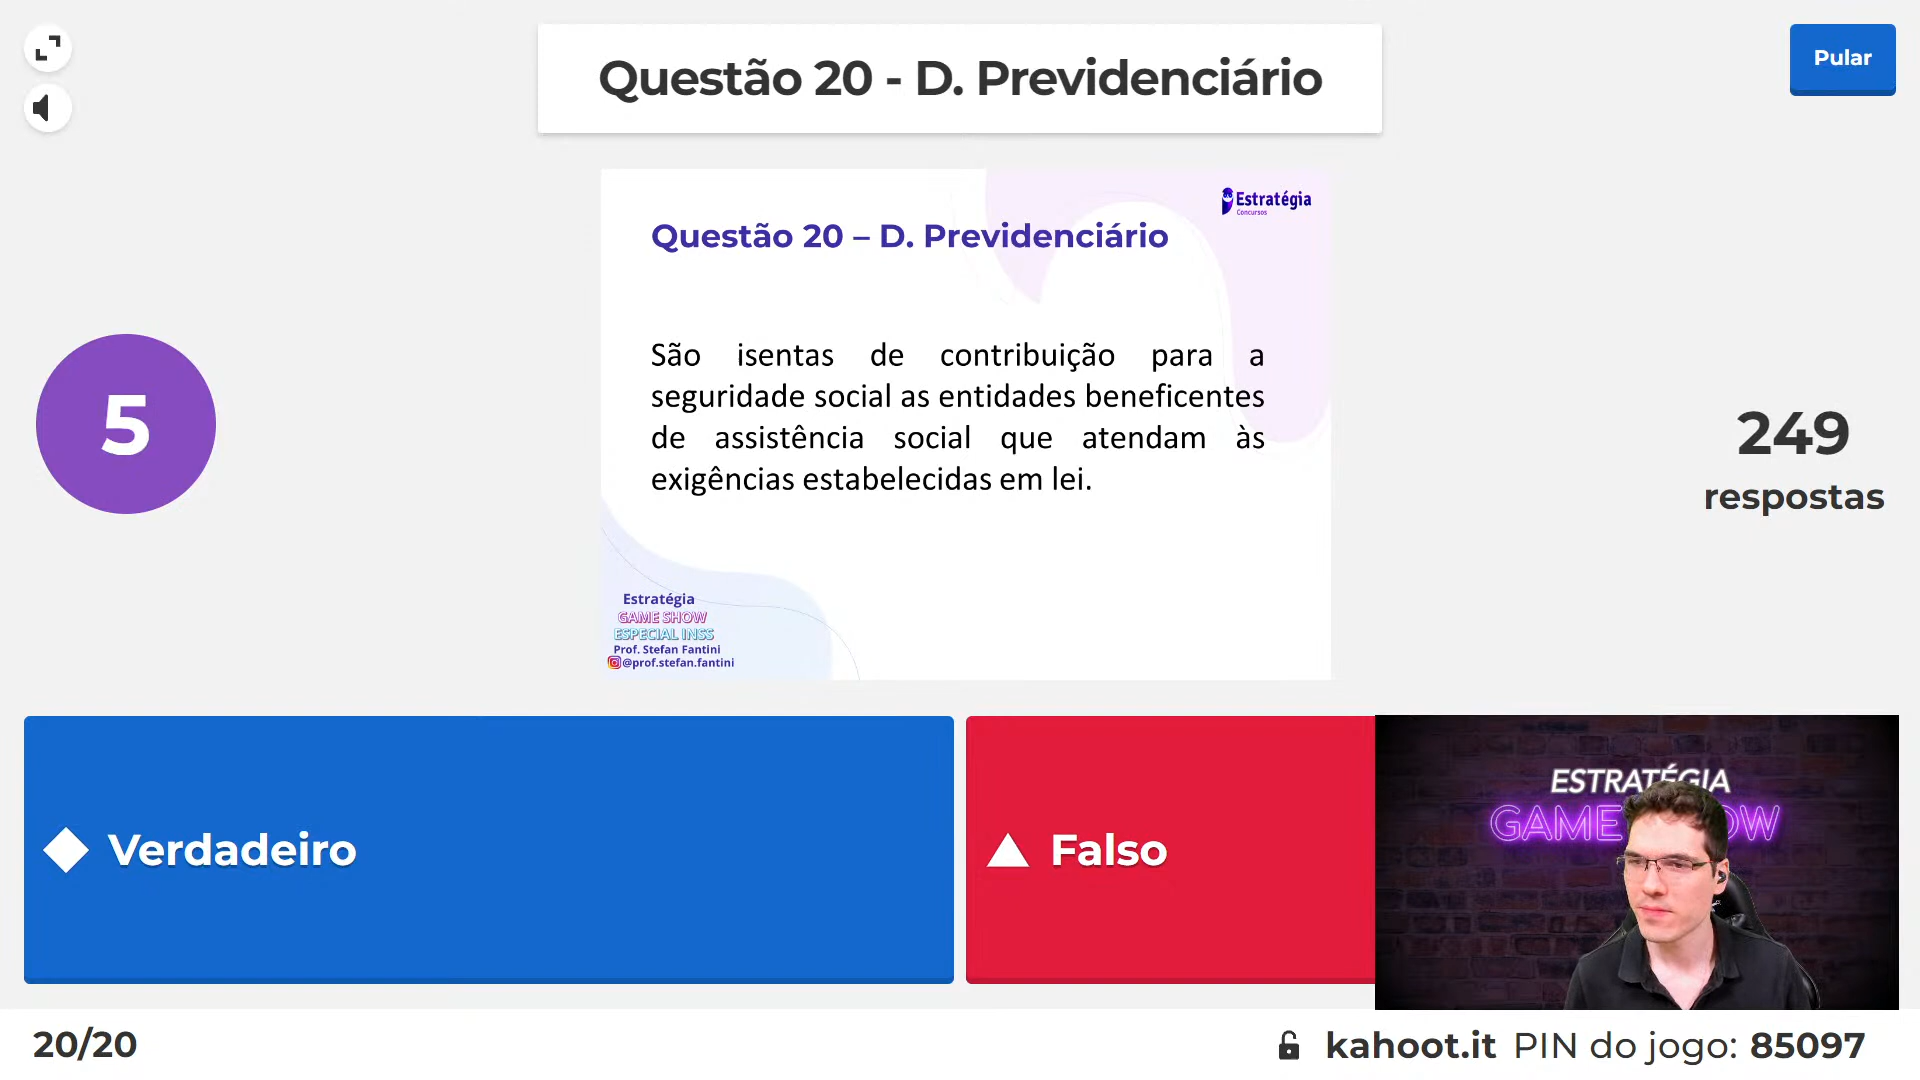 Questão 20 - D. Previdenciário
Pular
Estratégia
Concursos
Questão 20 – D. Previdenciário
São isentas de contribuição para a
seguridade social as entidades beneficentes
de assistência social que atendam às
exigências estabelecidas em lei.
5
249
respostas
Estratégia
GAME SHOW
ESPECIAL INSS
Prof. Stefan Fantini
@prof.stefan.fantini
Verdadeiro
Falso
ESTRATÉGIA
GAME OW
20/20
kahoot.it PIN do jogo: 85097